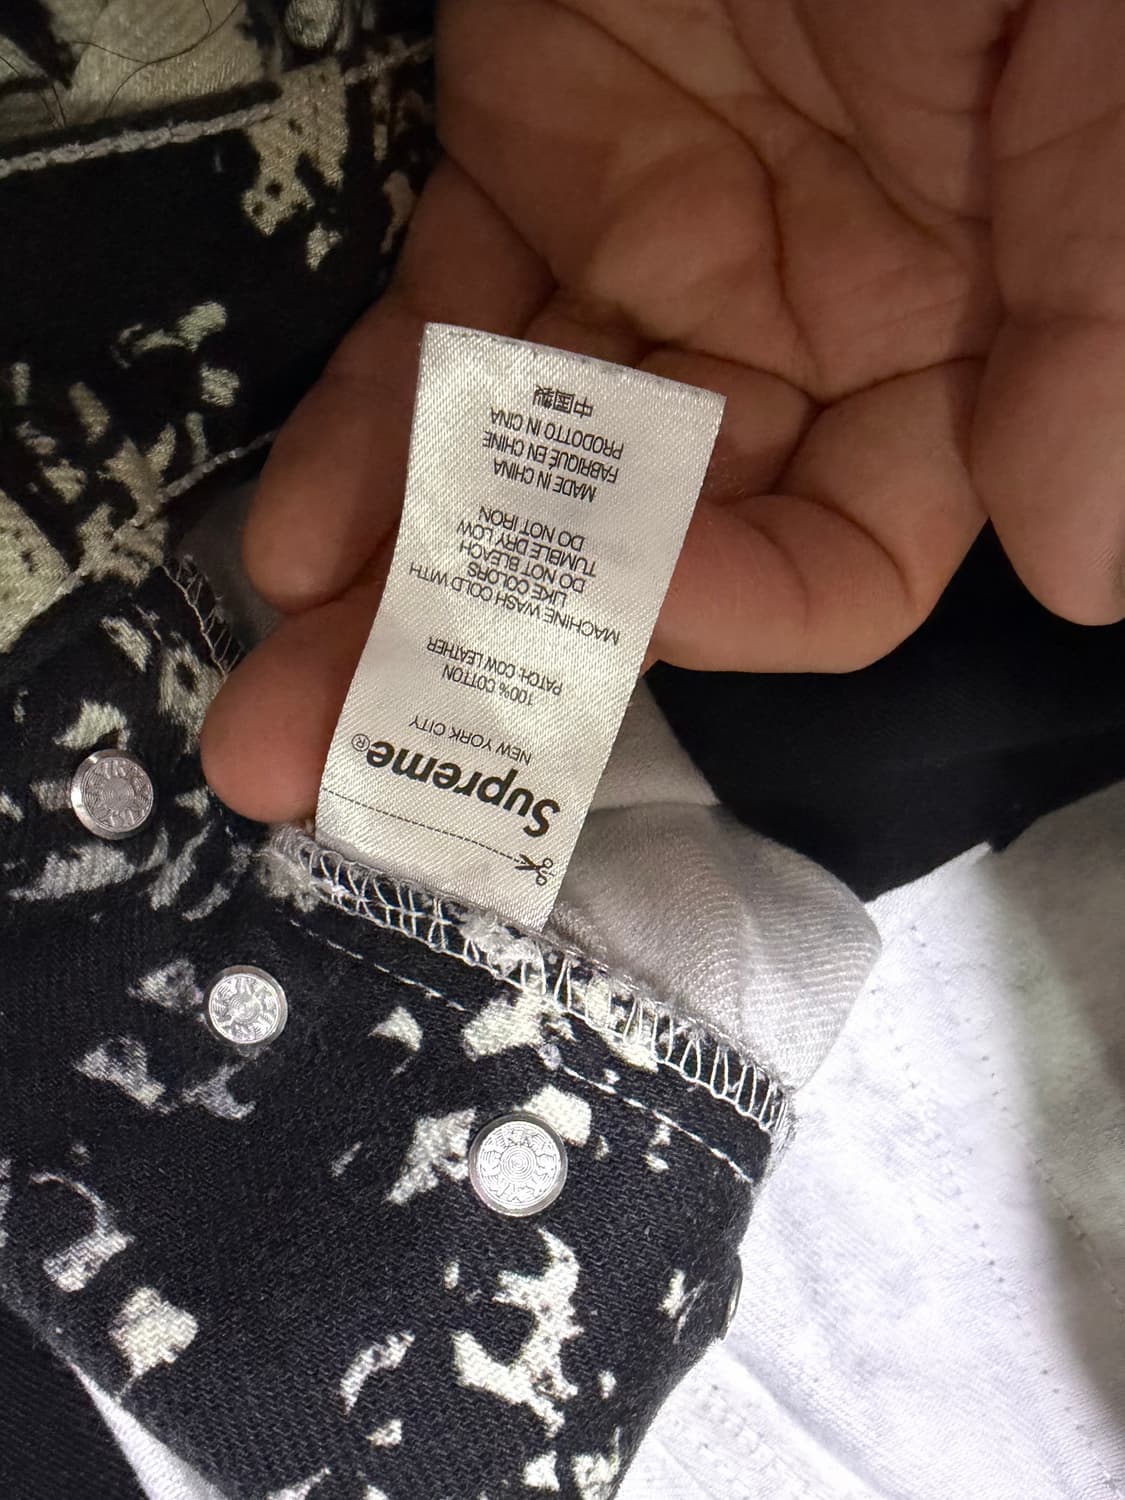 Supreme®
NEW YORK CITY
100% COTTON
PATCH: COW LEATHER
MACHINE WASH COLD WITH
LIKE COLORS
DO NOT BLEACH
TUMBLE DRY LOW
DO NOT IRON
MADE IN CHINA
FABRIQUÉ EN CHINE
PRODOTTO IN CINA
中国製